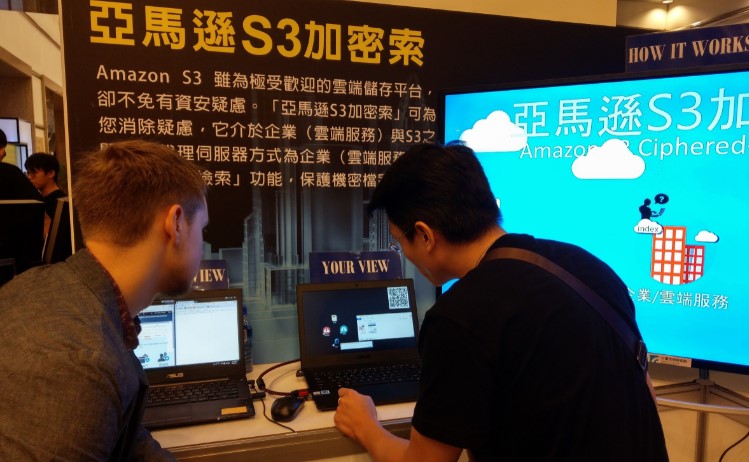 亞馬遜S3加密索
Amazon S3 雖為極受歡迎的雲端儲存平台，
卻不免有資安疑慮。「亞馬遜S3加密索」可為
您消除疑慮，它介於企業（雲端服務）與S3之
理伺服器方式為企業（雲端服務
索」功能，保護機密檔
HOW IT WORKS
亞馬遜S3加
Amazon S3 Ciphered-
?
index
企業/雲端服務
VIEW
YOUR VIEW
ASUS
ASUS